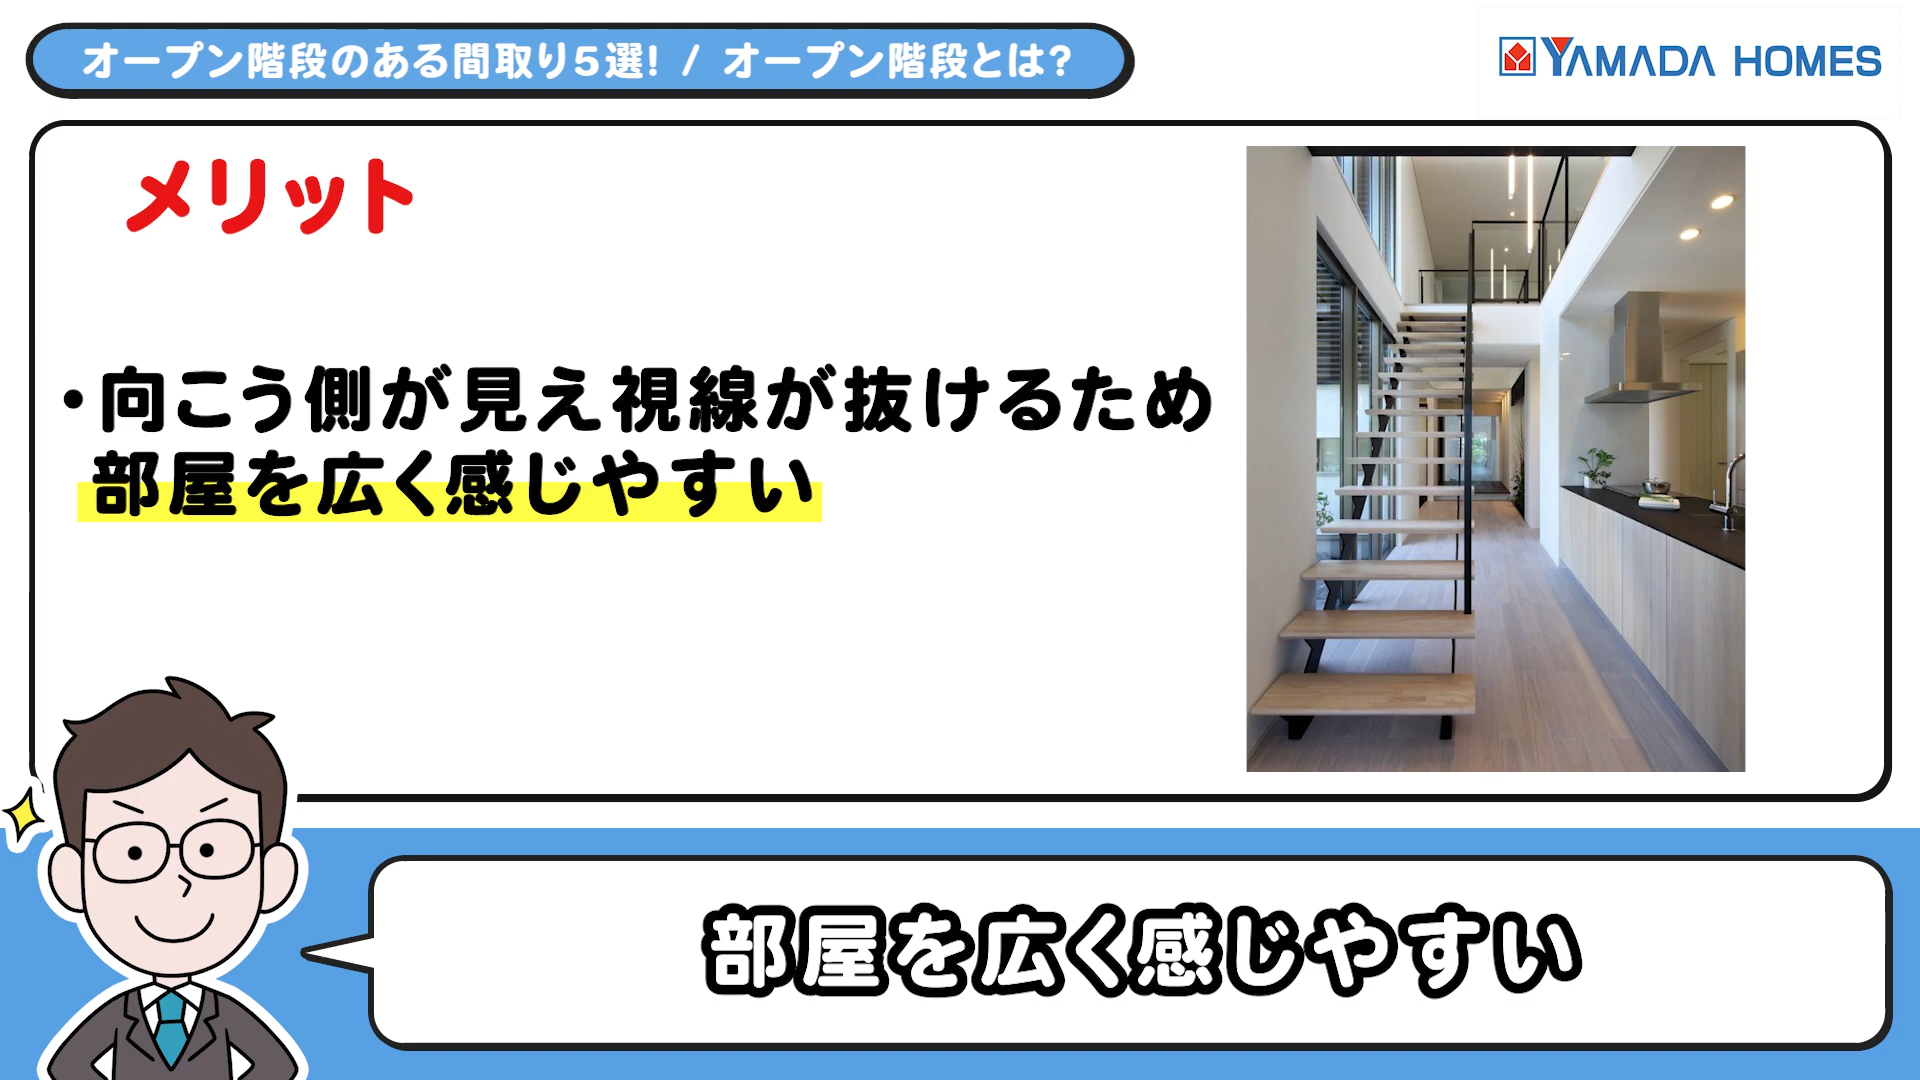 オープン階段のある間取り5選! / オープン階段とは?
YAMADA HOMES
メリット
・向こう側が見え視線が抜けるため
部屋を広く感じやすい
部屋を広く感じやすい